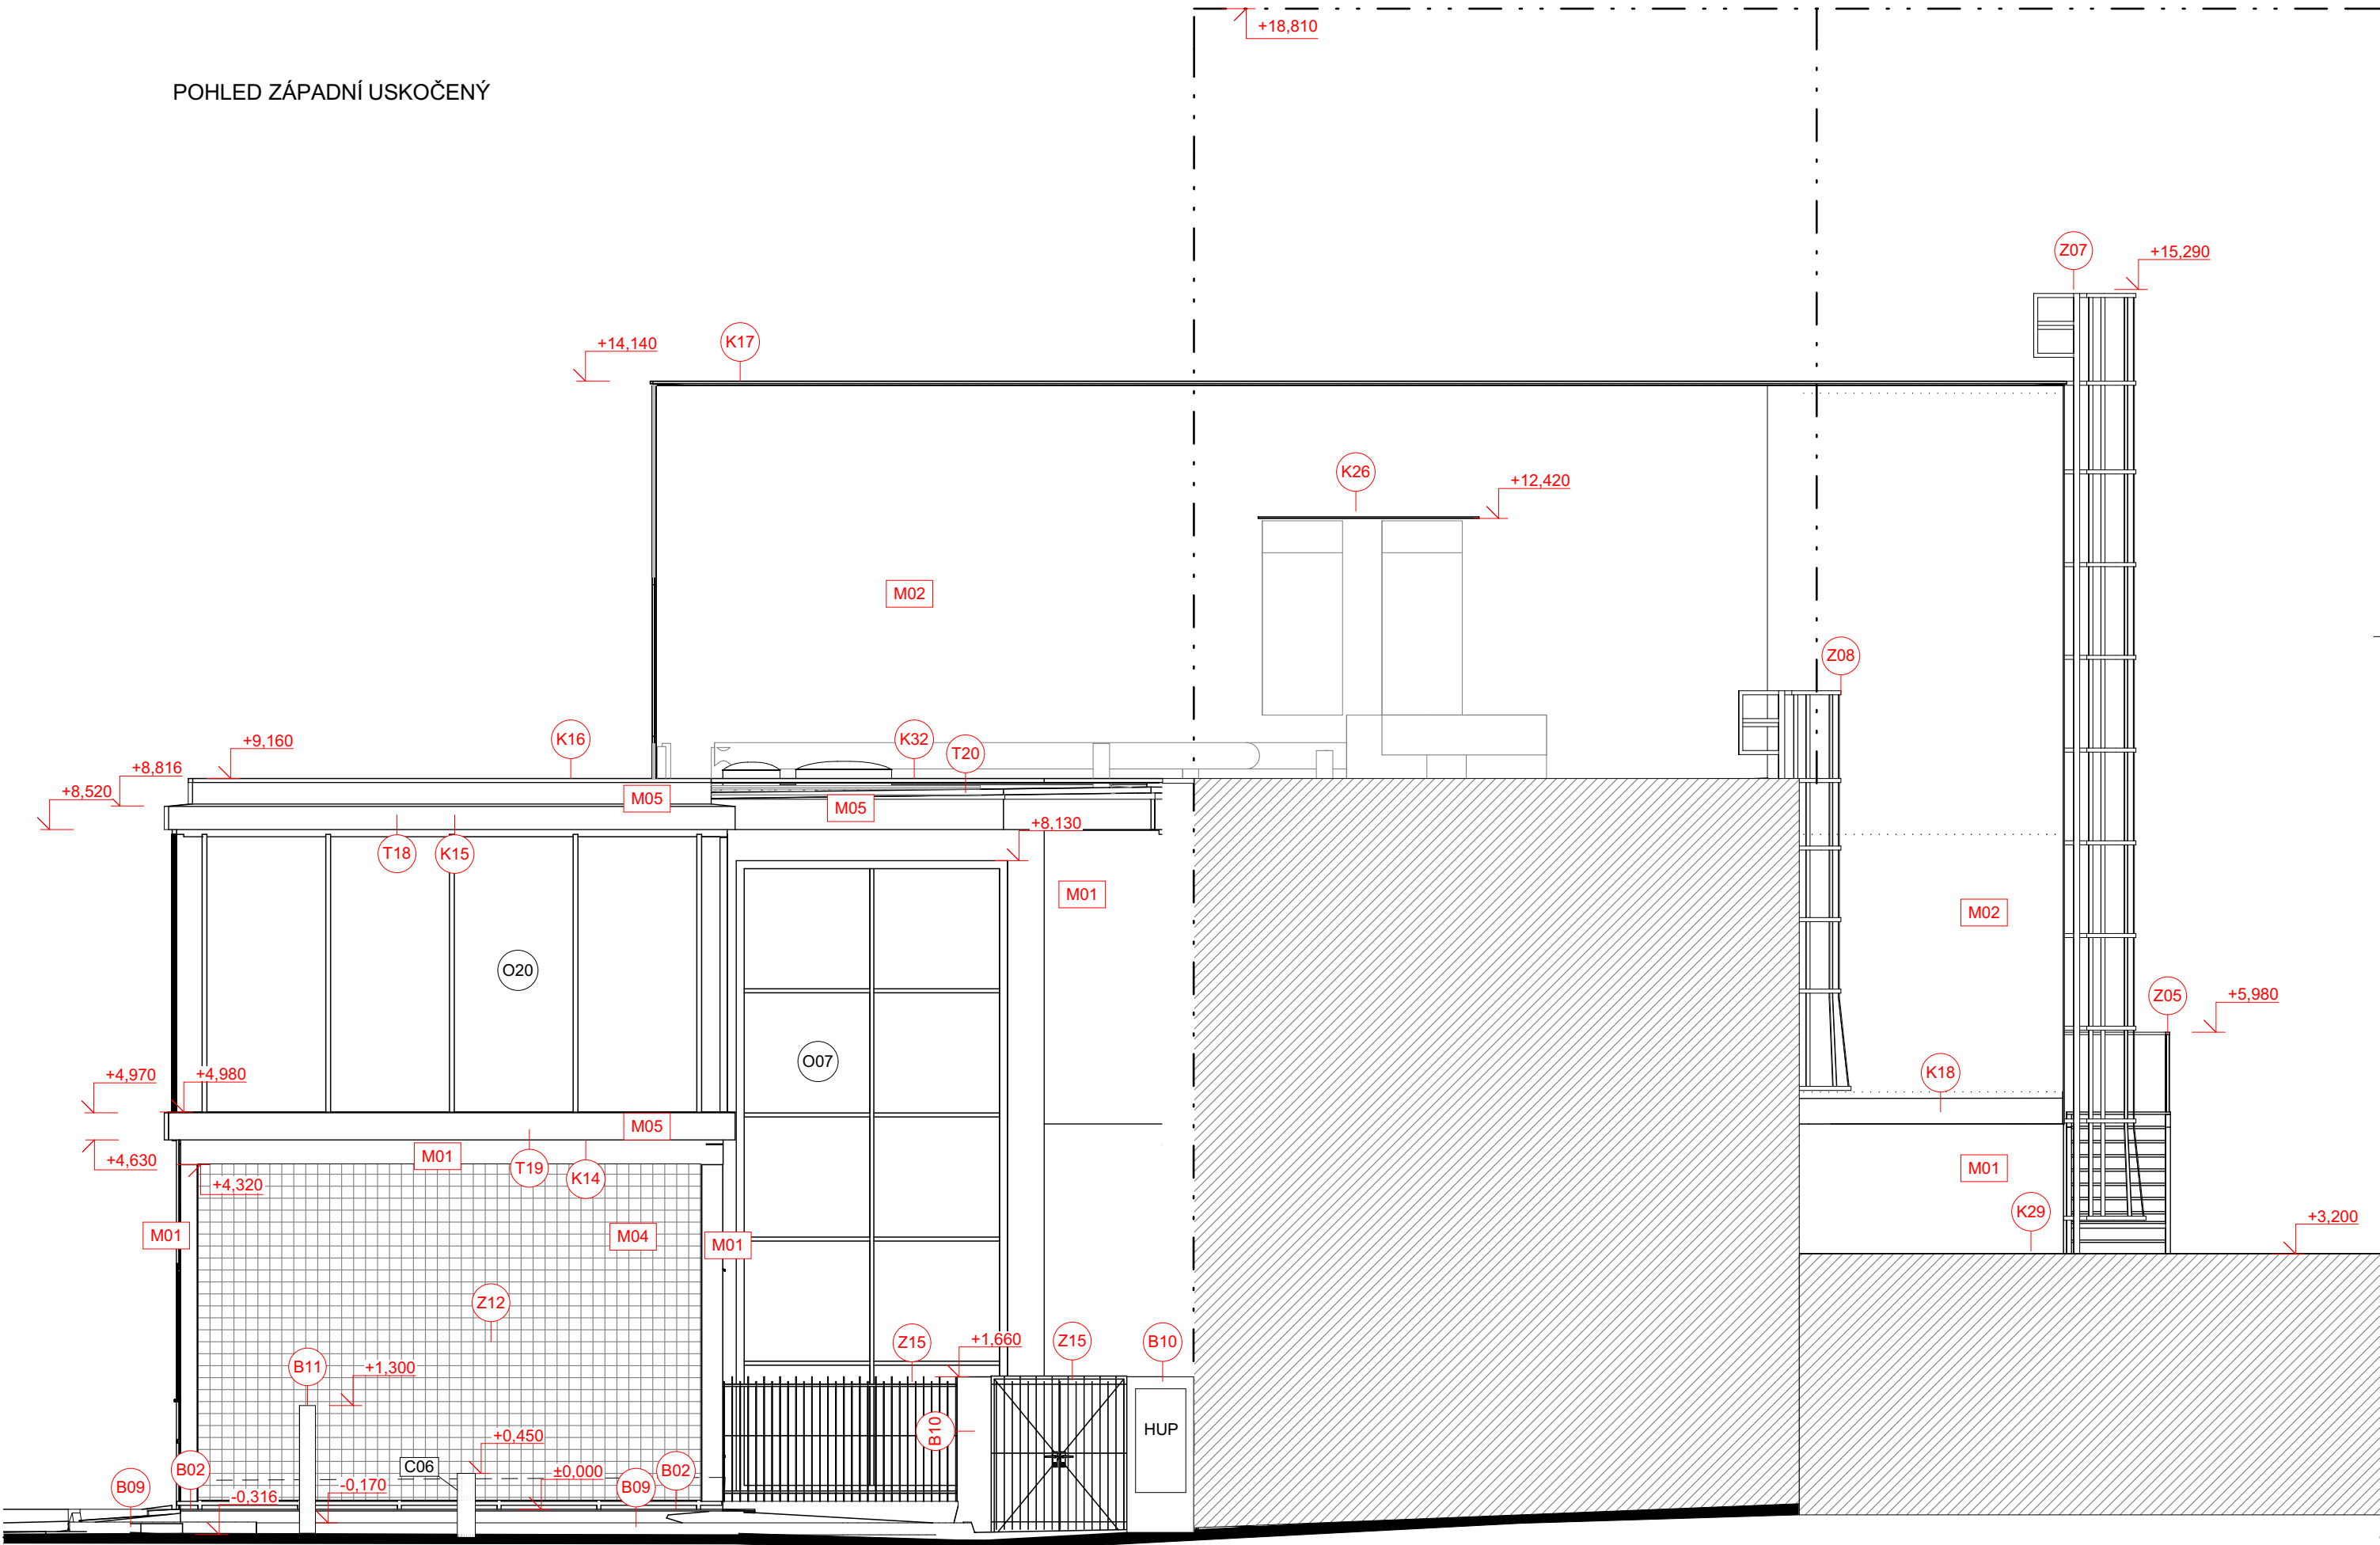 +18,810
POHLED ZÁPADNÍ USKOČENÝ
Z07
+15,290
K17
+14,140
K26
+12,420
M02
Z08
K16
K32
+9,160
T20
+8,816
+8,520
M05
M05
+8,130
T18
K15
M01
M02
O20
Z05
+5,980
O07
K18
+4,970
+4,980
M05
M01
+4,630
T19
M01
K14
+4,320
K29
+3,200
M01
M04
M01
Z12
Z15
+1,660
Z15
B10
B11
+1,300
B10
HUP
+0,450
C06
B02
±0,000
B02
B09
-0,170
B09
-0,316